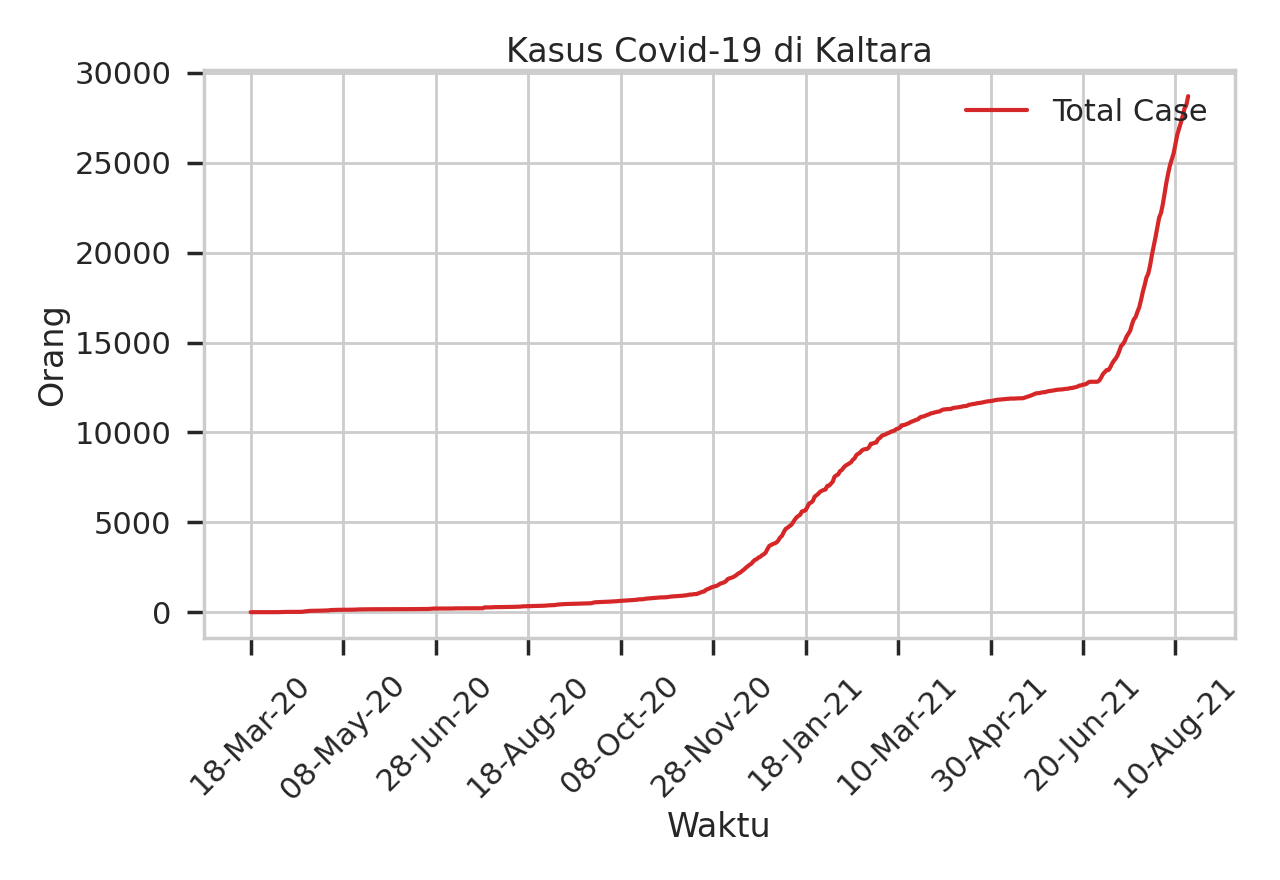 Kasus Covid-19 di Kaltara
Total Case
30000
25000
20000
15000
10000
5000
0
Orang
18-Mar-20
08-May-20
28-Jun-20
18-Aug-20
08-Oct-20
28-Nov-20
18-Jan-21
10-Mar-21
30-Apr-21
20-Jun-21
10-Aug-21
Waktu